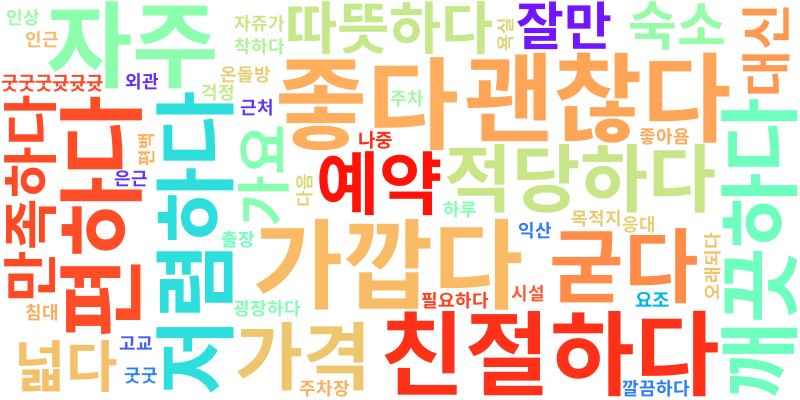 인상
자주
따뜻하다
욕실
잘만
숙소
대신
인근
자쥬가
착하다
굿굿굿굿굿굿
외관
온돌방
걱정
근처
좋다
주차
괜찮다
좋아욤
만족하다
편하다
편백
은근
저렴하다
가요
다음
나중
예약
적당하다
깨끗하다
하루
목적지
응대
출장
가깝다
익산
굳다
오래되다
침대
굉장하다
필요하다
시설
요조
넓다
고교
굿굿
가격
주차장
친절하다
깔끔하다